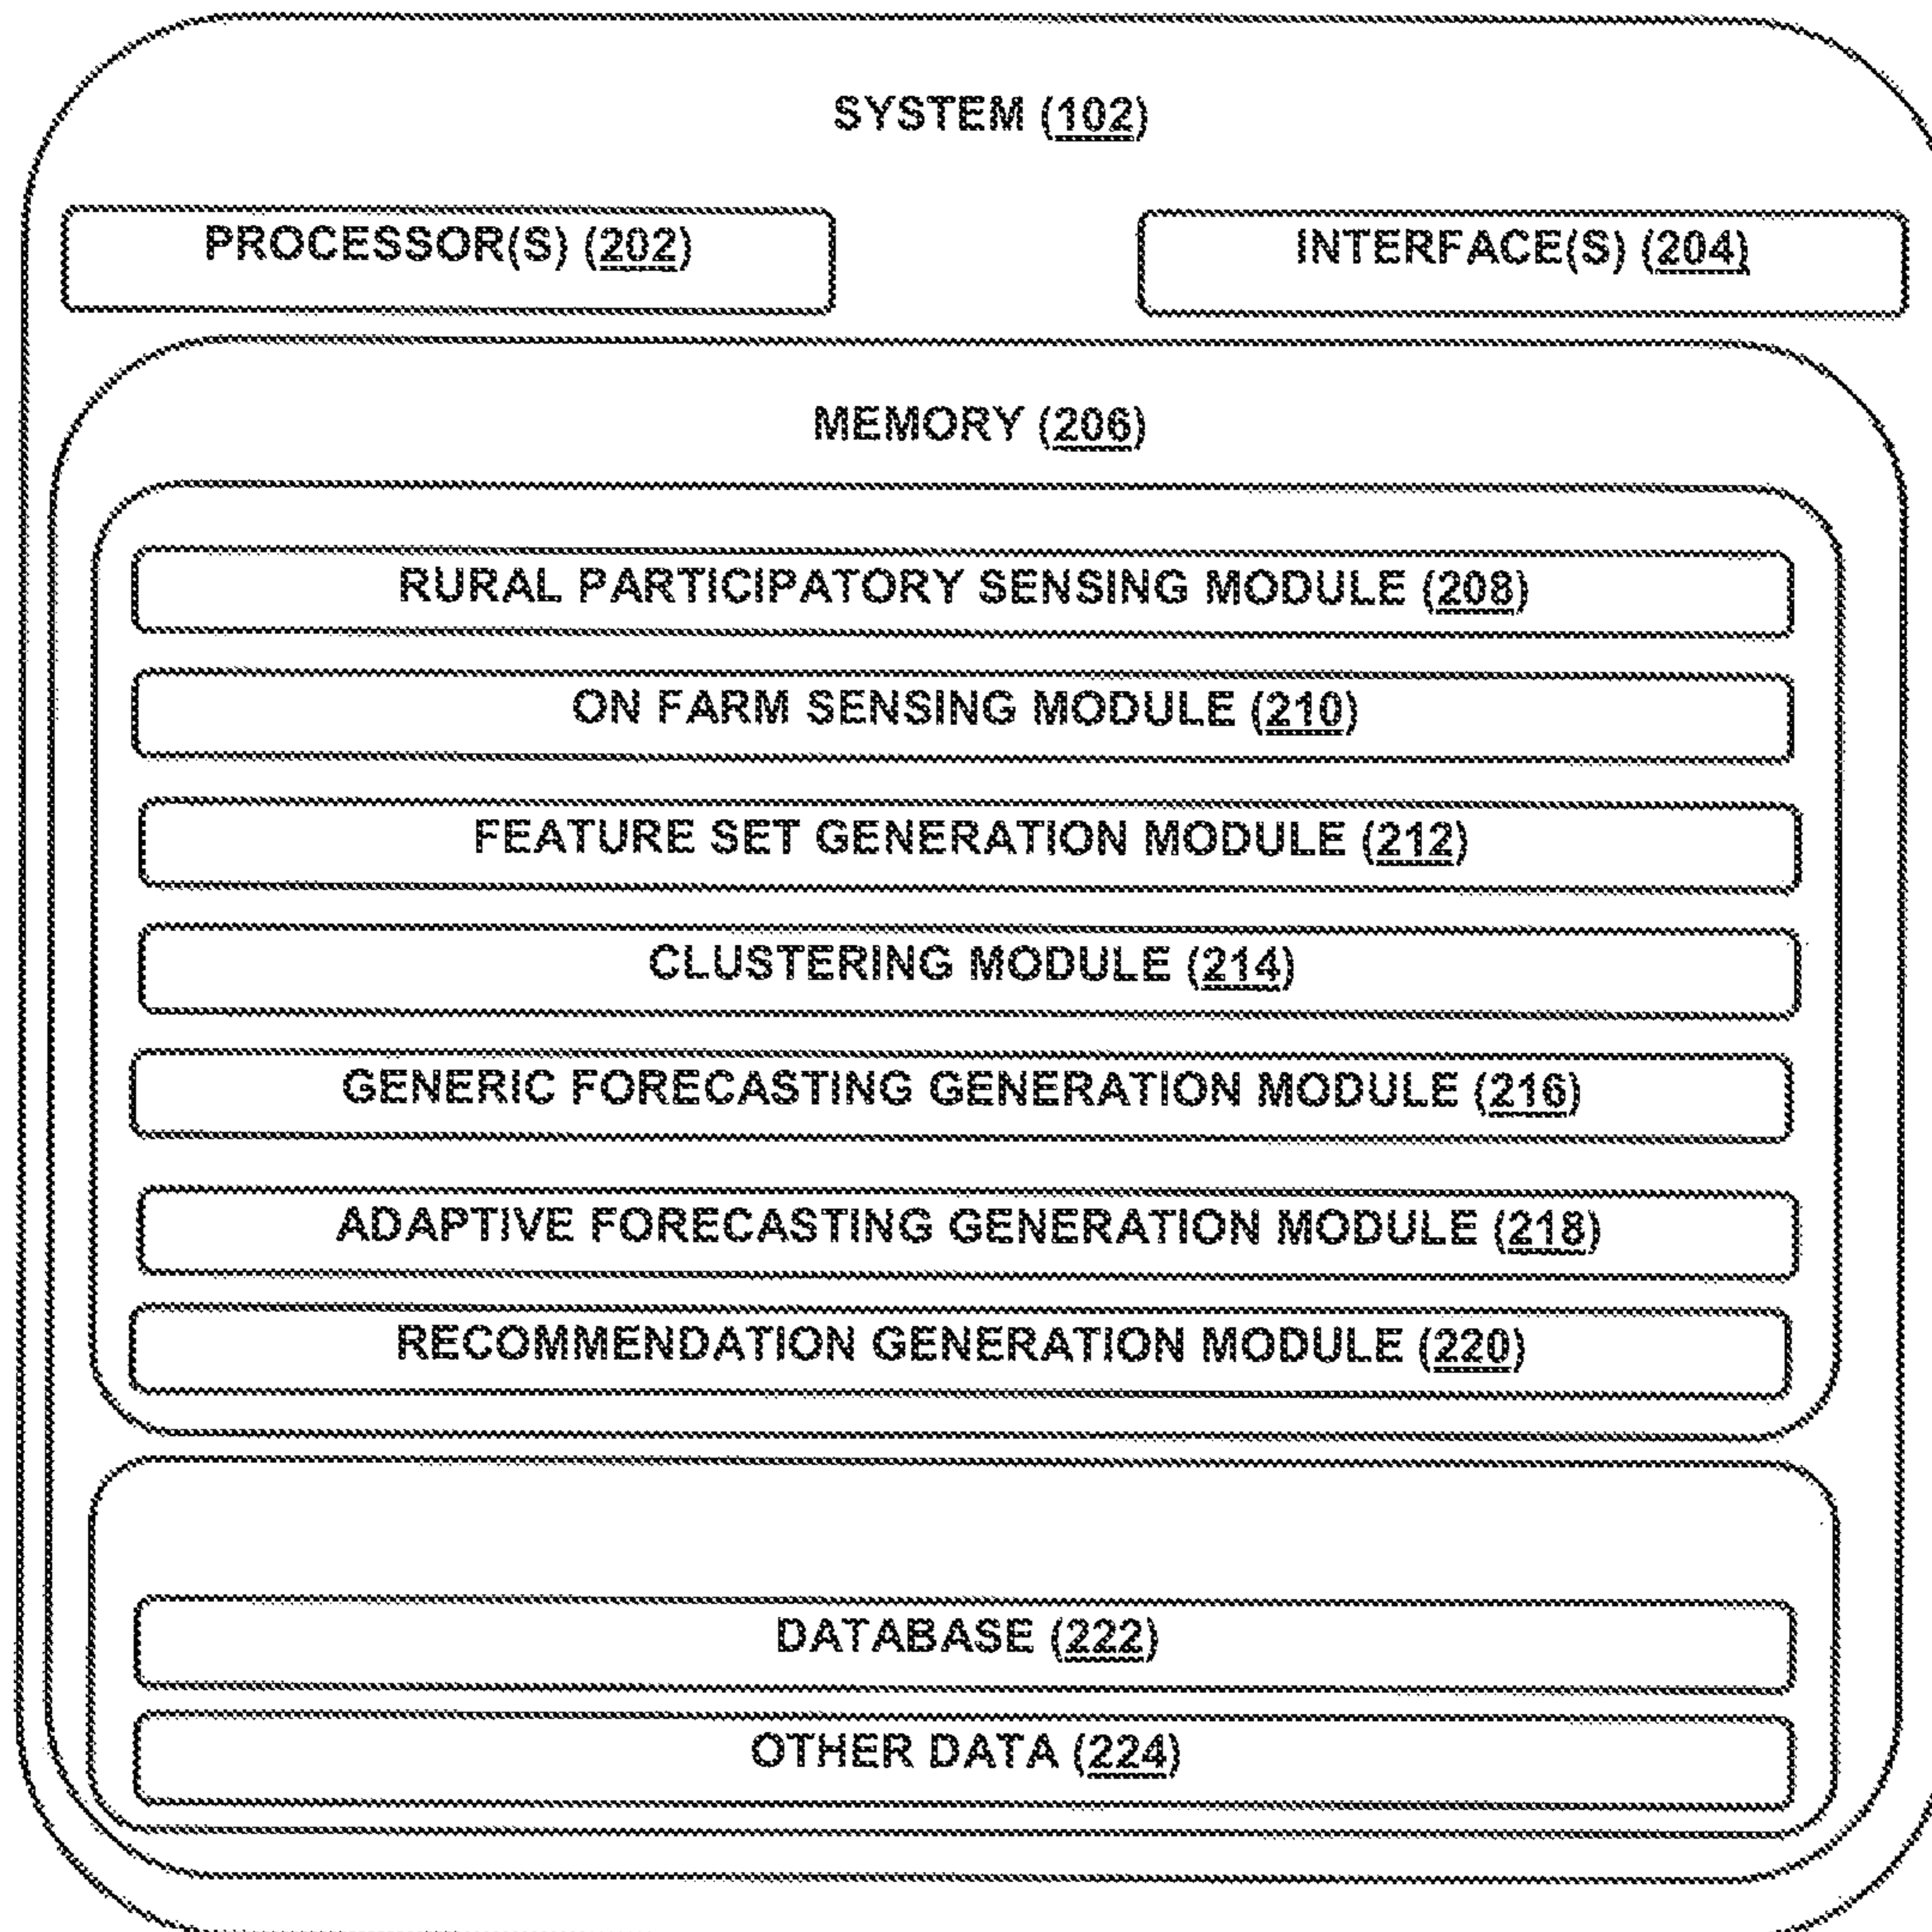 SYSTEM (102)
PROCESSOR(S) (202)
INTERFACE(S) (204)
MEMORY (206)
RURAL PARTICIPATORY SENSING MODULE (208)
ON FARM SENSING MODULE (210)
FEATURE SET GENERATION MODULE (212)
CLUSTERING MODULE (214)
GENERIC FORECASTING GENERATION MODULE (216)
ADAPTIVE FORECASTING GENERATION MODULE (218)
RECOMMENDATION GENERATION MODULE (220)
DATABASE (222)
OTHER DATA (224)